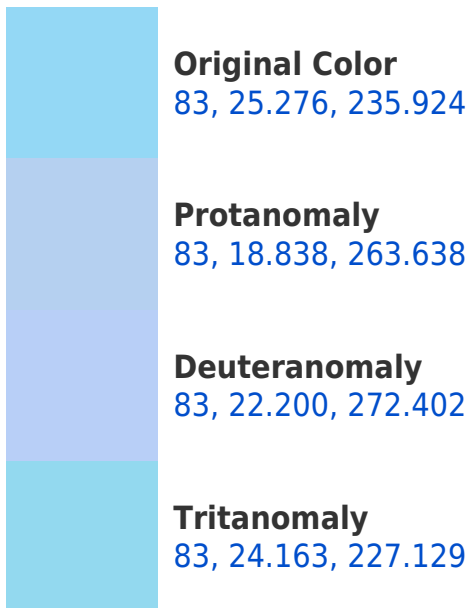 Original Color
83, 25.276, 235.924
Protanomaly
83, 18.838, 263.638
Deuteranomaly
83, 22.200, 272.402
Tritanomaly
83, 24.163, 227.129